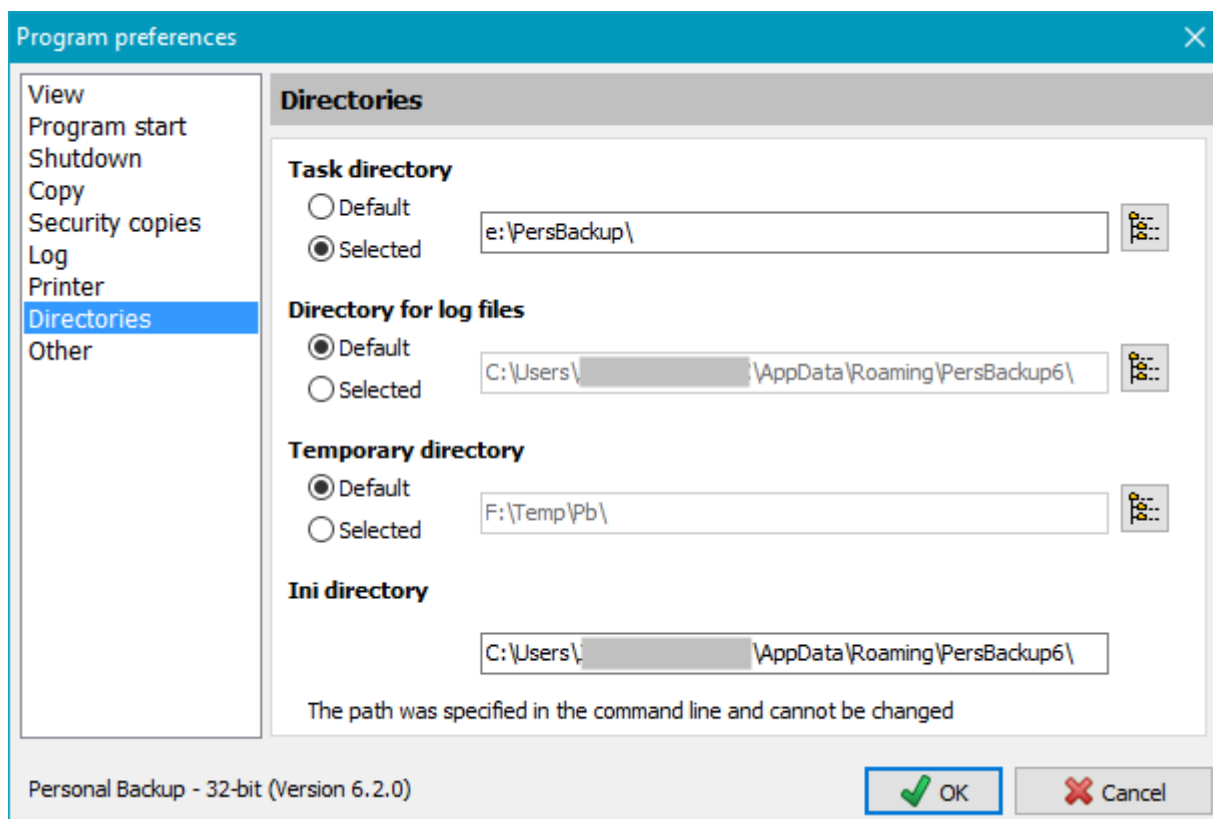 Program preferences
View
Program start
Shutdown
Copy
Security copies
Log
Printer
Directories
Other
Directories
Task directory
Default
Selected
e:\PersBackup\
Directory for log files
Default
Selected
C:\Users\ \AppData\Roaming\PersBackup6\
Temporary directory
Default
Selected
F:\Temp\Pb\
Ini directory
C:\Users\ \AppData\Roaming\PersBackup6\
The path was specified in the command line and cannot be changed
Personal Backup - 32-bit (Version 6.2.0)
OK
Cancel